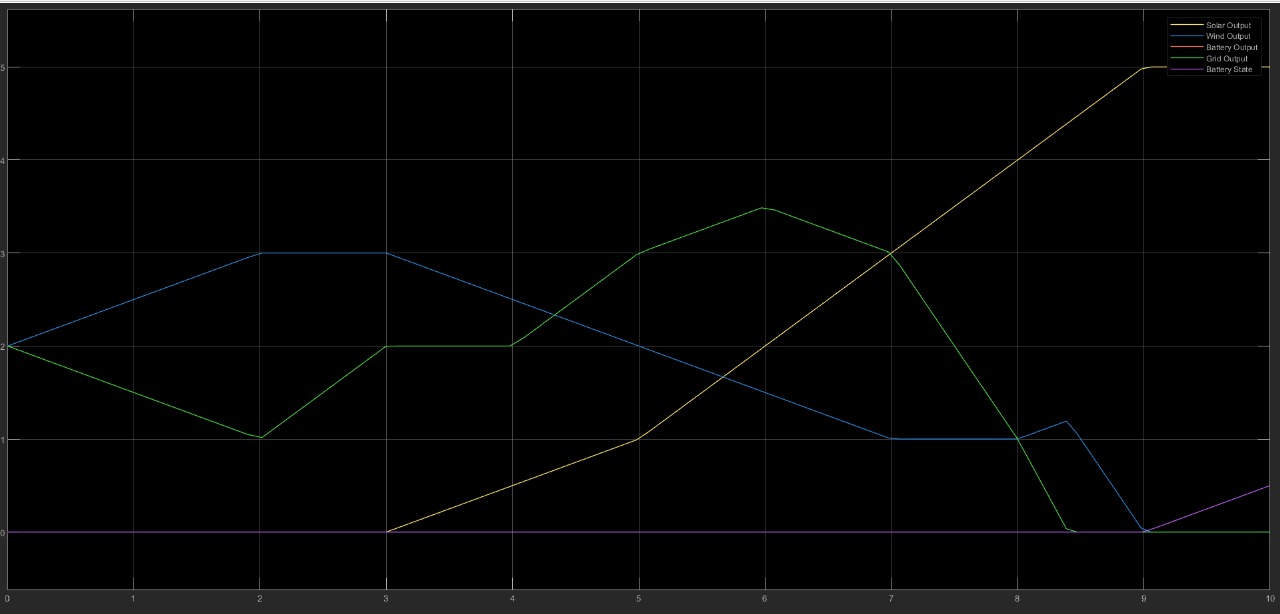 Solar Output
Wind Output
Battery Output
Grid Output
Battery State
5
4
3
2
1
0
0 1 2 3 4 5 6 7 8 9 10